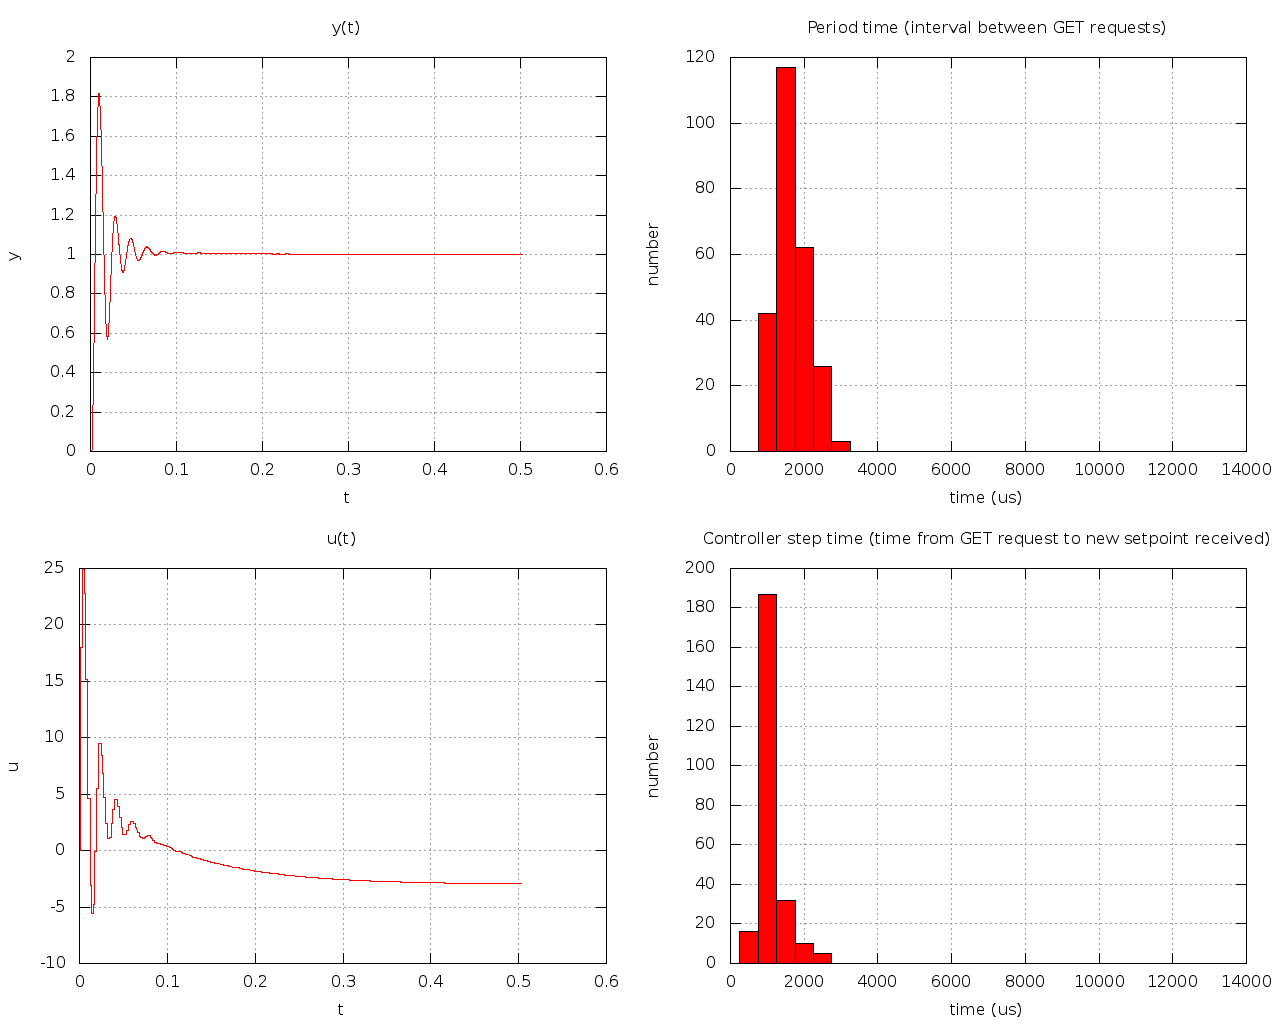 y(t)
2
1.8
1.6
1.4
1.2
1
0.8
0.6
0.4
0.2
0
y
0 0.1 0.2 0.3 0.4 0.5 0.6
t
Period time (interval between GET requests)
120
100
80
60
40
20
0
number
0 2000 4000 6000 8000 10000 12000 14000
time (us)
u(t)
25
20
15
10
5
0
-5
-10
u
0 0.1 0.2 0.3 0.4 0.5 0.6
t
Controller step time (time from GET request to new setpoint received)
200
180
160
140
120
100
80
60
40
20
0
number
0 2000 4000 6000 8000 10000 12000 14000
time (us)